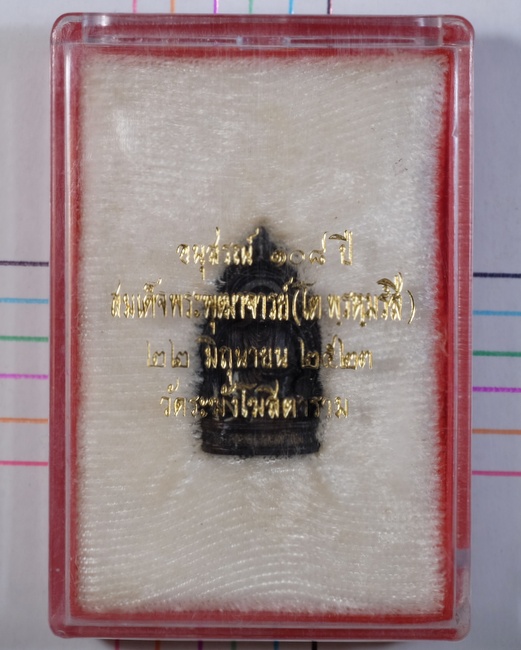 อนุสรณ์ ๑๐๘ ปี
สมเด็จพระพุฒาจารย์(โต พฺรหฺมรํสี)
๒๒ มิถุนายน ๒๕๒๓
วัดระฆังโฆสิตาราม